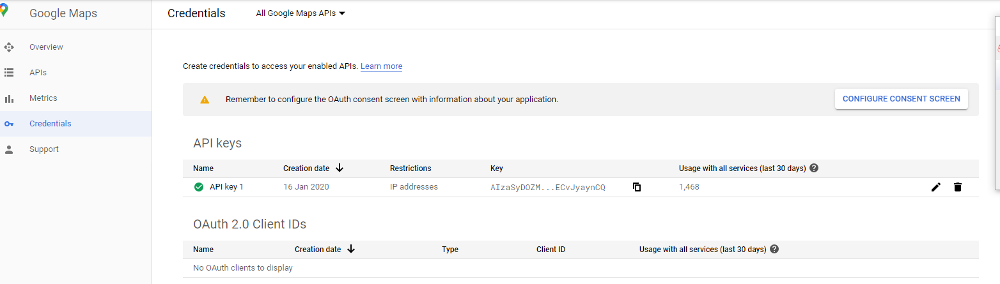 Google Maps
Credentials
All Google Maps APIs
Overview
APIs
Metrics
Credentials
Support
Create credentials to access your enabled APIs. Learn more
Remember to configure the OAuth consent screen with information about your application.
CONFIGURE CONSENT SCREEN
API keys
Name Creation date Restrictions Key Usage with all services (last 30 days)
API key 1 16 Jan 2020 IP addresses AIzaSyDOZM...ECvJyaynCQ 1,468
OAuth 2.0 Client IDs
Name Creation date Type Client ID Usage with all services (last 30 days)
No OAuth clients to display